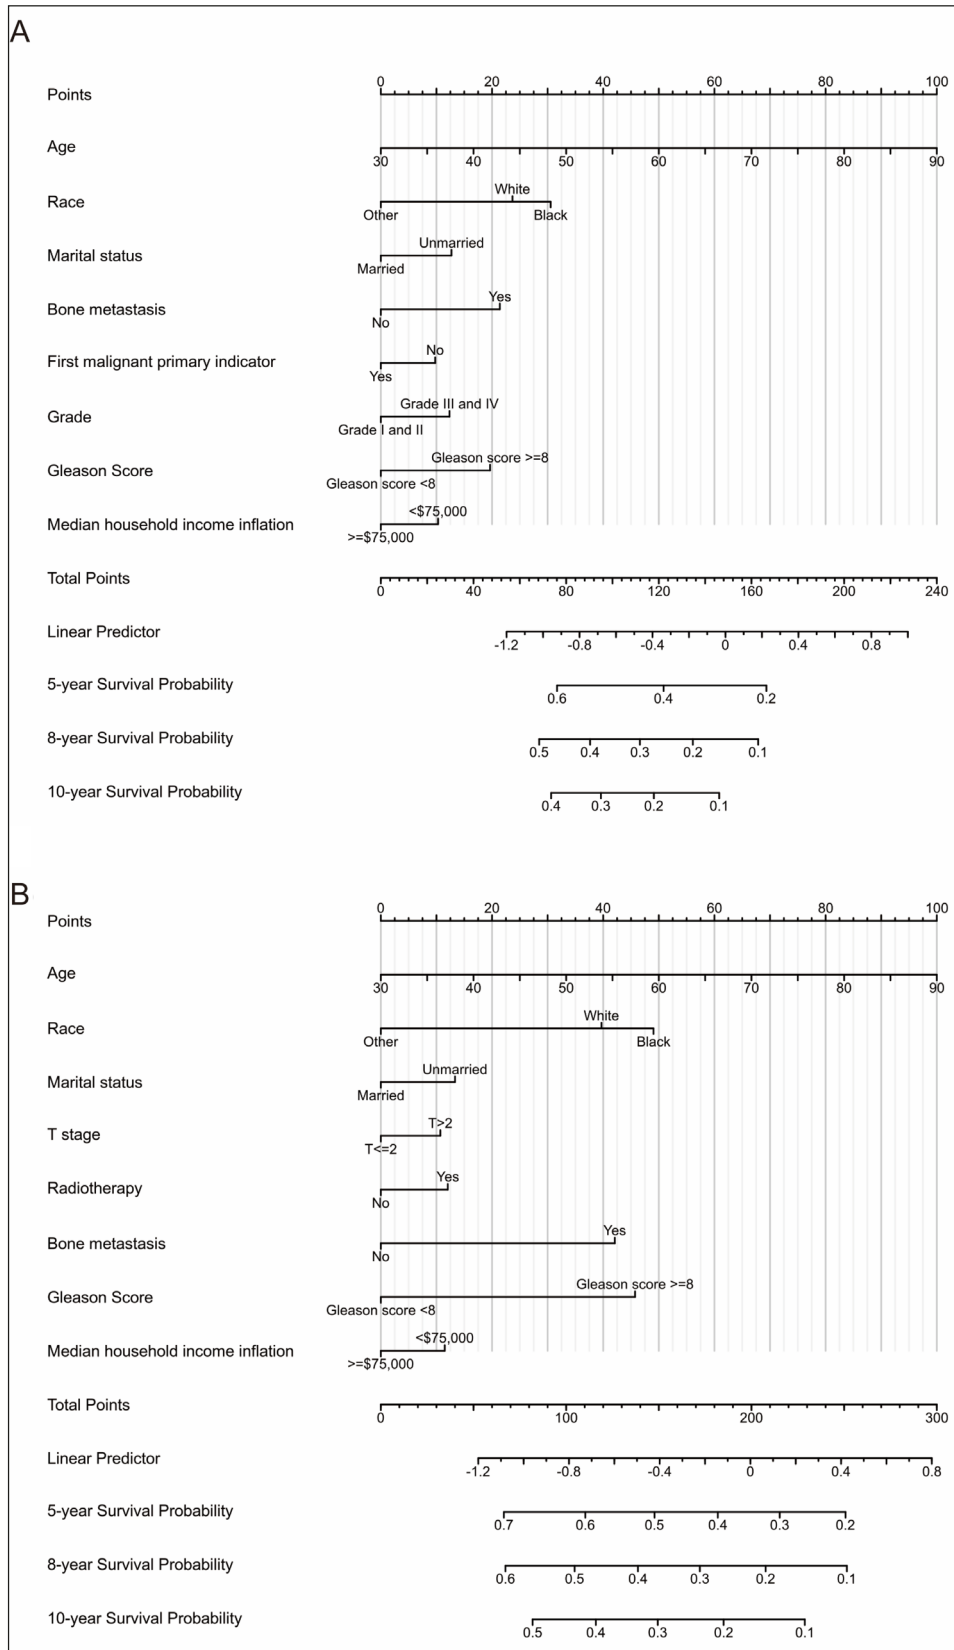 A
0 20 40 60 80 100
Points
Age
30 40 50 60 70 80 90
White
Race
Other Black
Unmarried
Marital status
Married
Yes
Bone metastasis
No
No
First malignant primary indicator
Yes
Grade III and IV
Grade
Grade I and II
Gleason score >=8
Gleason Score
Gleason score <8
<$75,000
Median household income inflation
>=$75,000
Total Points
0 40 80 120 160 200 240
Linear Predictor
-1.2 -0.8 -0.4 0 0.4 0.8
5-year Survival Probability
0.6 0.4 0.2
8-year Survival Probability
0.5 0.4 0.3 0.2 0.1
10-year Survival Probability
0.4 0.3 0.2 0.1
B
0 20 40 60 80 100
Points
Age
30 40 50 60 70 80 90
White
Race
Other Black
Unmarried
Marital status
Married
T>2
T stage
T<=2
Yes
Radiotherapy
No
Yes
Bone metastasis
No
Gleason score >=8
Gleason Score
Gleason score <8
<$75,000
Median household income inflation
>=$75,000
Total Points
0 100 200 300
Linear Predictor
-1.2 -0.8 -0.4 0 0.4 0.8
5-year Survival Probability
0.7 0.6 0.5 0.4 0.3 0.2
8-year Survival Probability
0.6 0.5 0.4 0.3 0.2 0.1
10-year Survival Probability
0.5 0.4 0.3 0.2 0.1